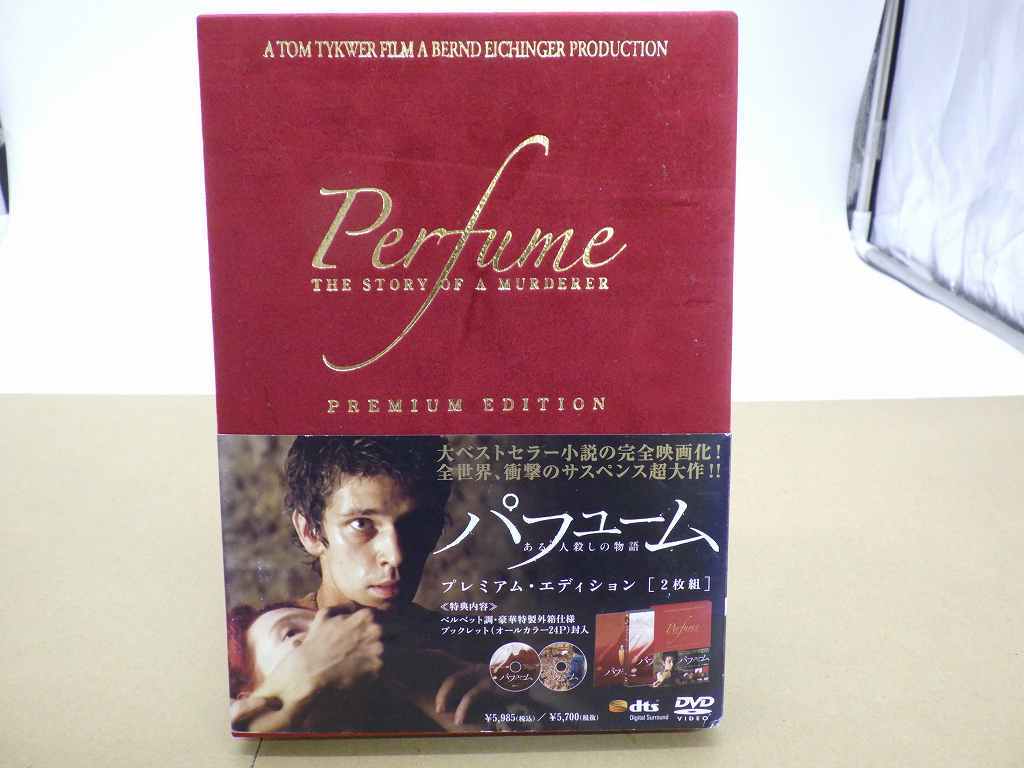 A TOM TYKWER FILM A BERND EICHINGER PRODUCTION
Perfume
THE STORY OF A MURDERER
PREMIUM EDITION
大ベストセラー小説の完全映画化!
全世界、衝撃のサスペンス超大作!!
パフューム
ある人殺しの物語
プレミアム・エディション [2枚組]
≪特典内容≫
ベルベット調・豪華特製外箱仕様
ブックレット(オールカラー24P)封入
Perfume
パフューム
¥5,985(税込)/¥5,700(税抜)
dts
Digital Surround
DVD
VIDEO